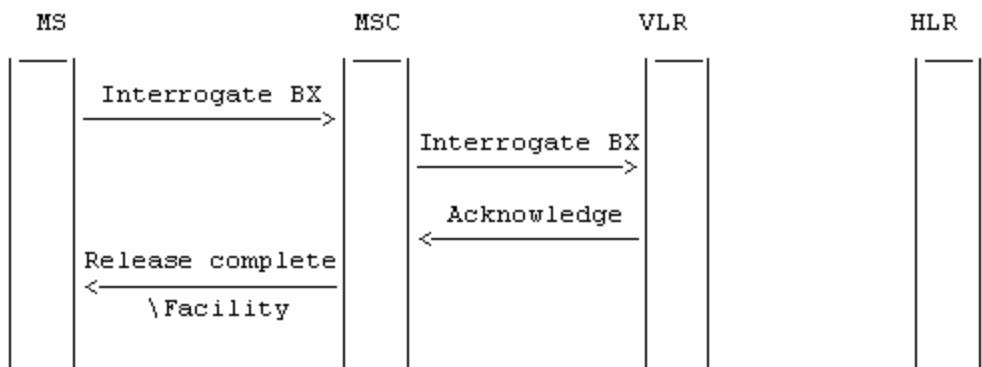 MS MSC VLR HLR
Interrogate BX
Interrogate BX
Acknowledge
Release complete
\Facility